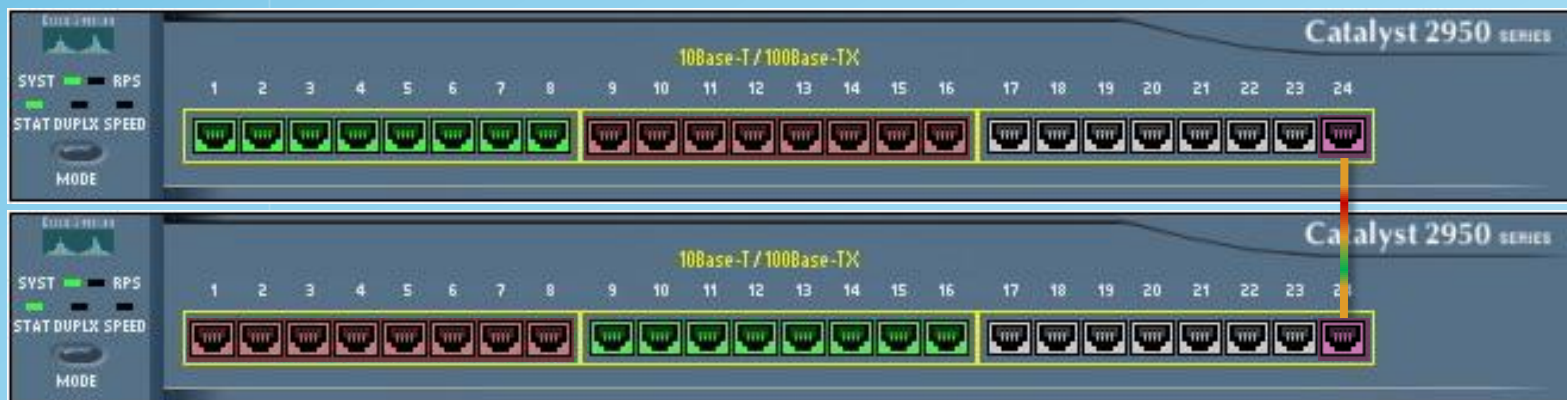 Catalyst 2950 SERIES
10Base-T/100Base-TX
SYST RPS
1 2 3 4 5 6 7 8 9 10 11 12 13 14 15 16 17 18 19 20 21 22 23 24
STAT DUPLX SPEED
MODE
Catalyst 2950 SERIES
10Base-T/100Base-TX
SYST RPS
1 2 3 4 5 6 7 8 9 10 11 12 13 14 15 16 17 18 19 20 21 22 23
STAT DUPLX SPEED
MODE